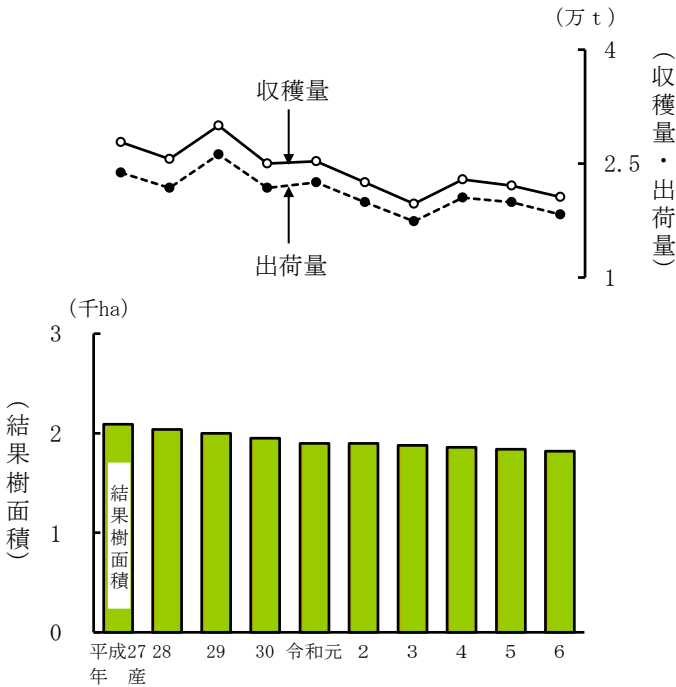 （万ｔ）
4
収穫量
2.5
（収穫量・出荷量）
出荷量
1
（千ha）
3
（結果樹面積）
2
結果樹面積
1
0
平成27 28 29 30 令和元 2 3 4 5 6
年 産